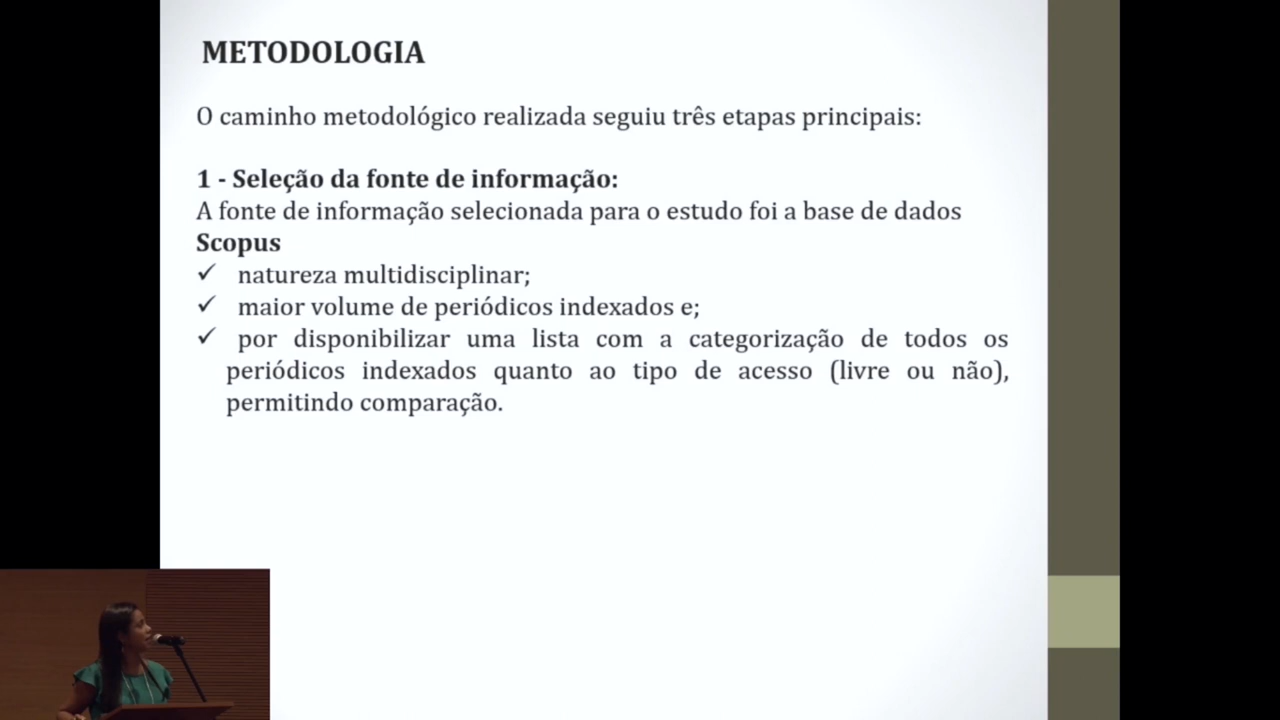 METODOLOGIA
O caminho metodológico realizada seguiu três etapas principais:
1 - Seleção da fonte de informação:
A fonte de informação selecionada para o estudo foi a base de dados
Scopus
✓ natureza multidisciplinar;
✓ maior volume de periódicos indexados e;
✓ por disponibilizar uma lista com a categorização de todos os
periódicos indexados quanto ao tipo de acesso (livre ou não),
permitindo comparação.